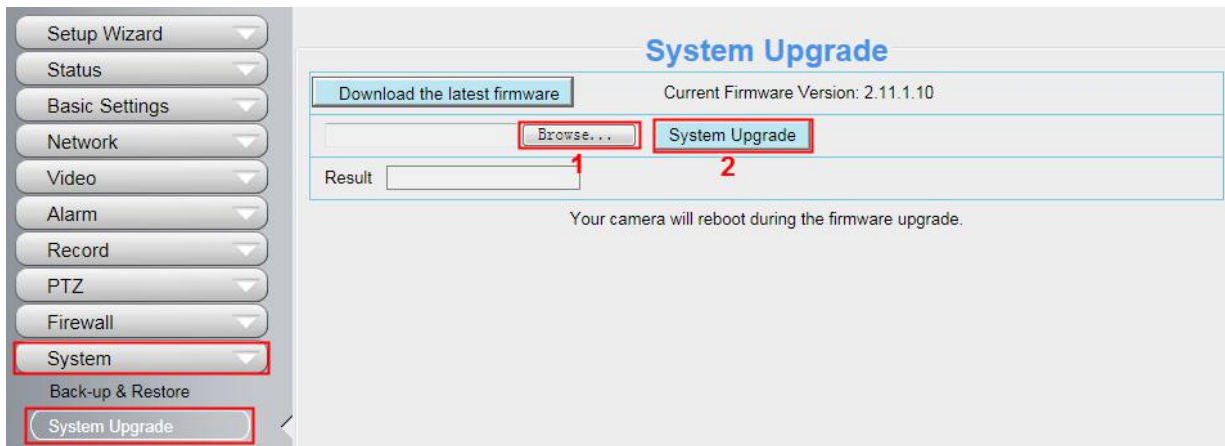 Setup Wizard
Status
Basic Settings
Network
Video
Alarm
Record
PTZ
Firewall
System
Back-up & Restore
System Upgrade
System Upgrade
Download the latest firmware Current Firmware Version: 2.11.1.10
Browse... System Upgrade
1 2
Result
Your camera will reboot during the firmware upgrade.